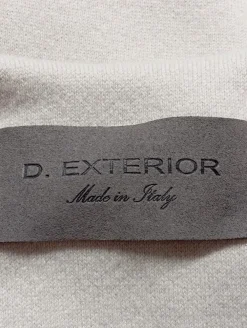 D. EXTERIOR
Made in Italy